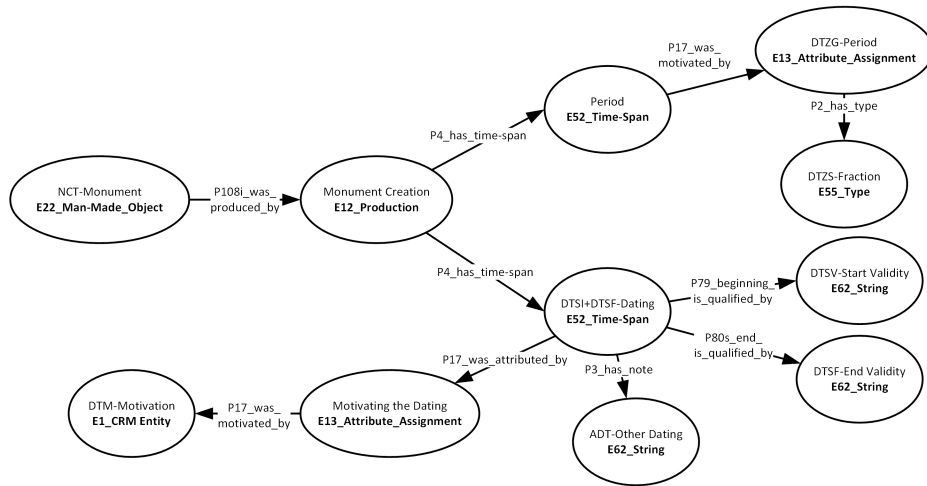 DTZG-Period
E13_Attribute_Assignment
P17_was_
motivated_by
P2_has_type
Period
E52_Time-Span
P4_has_time-span
DTZS-Fraction
E55_Type
NCT-Monument
E22_Man-Made_Object
P108i_was_
produced_by
Monument Creation
E12_Production
P4_has_time-span
DTSI+DTSF-Dating
E52_Time-Span
P79_beginning_
is_qualified_by
DTSV-Start Validity
E62_String
P80s_end_
is_qualified_by
DTSF-End Validity
E62_String
P17_was_attributed_by
P3_has_note
DTM-Motivation
E1_CRM Entity
P17_was_
motivated_by
Motivating the Dating
E13_Attribute_Assignment
ADT-Other Dating
E62_String